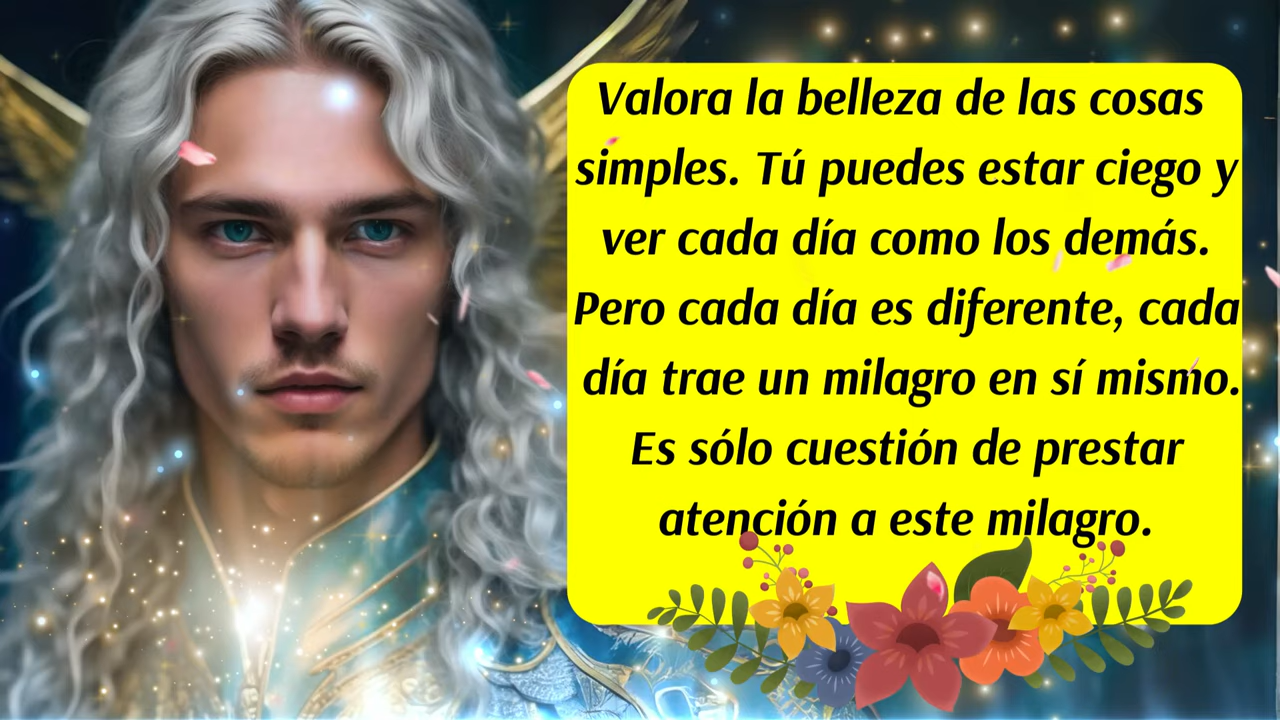 Valora la belleza de las cosas
simples. Tú puedes estar ciego y
ver cada día como los demás.
Pero cada día es diferente, cada
día trae un milagro en sí mismo.
Es sólo cuestión de prestar
atención a este milagro.